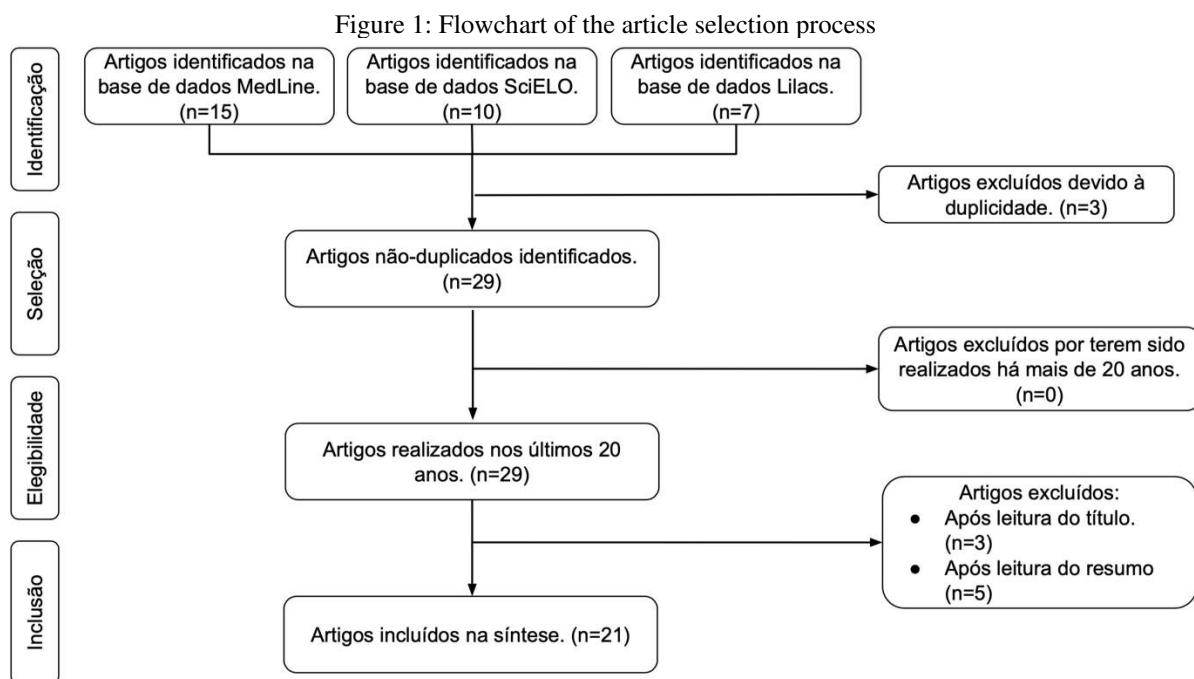 Figure 1: Flowchart of the article selection process
Identificação
Artigos identificados na
base de dados MedLine.
(n=15)
Artigos identificados na
base de dados SciELO.
(n=10)
Artigos identificados na
base de dados Lilacs.
(n=7)
Artigos excluídos devido à
duplicidade. (n=3)
Seleção
Artigos não-duplicados identificados.
(n=29)
Artigos excluídos por terem sido
realizados há mais de 20 anos.
(n=0)
Elegibilidade
Artigos realizados nos últimos 20
anos. (n=29)
Artigos excluídos:
● Após leitura do título.
(n=3)
● Após leitura do resumo
(n=5)
Inclusão
Artigos incluídos na síntese. (n=21)